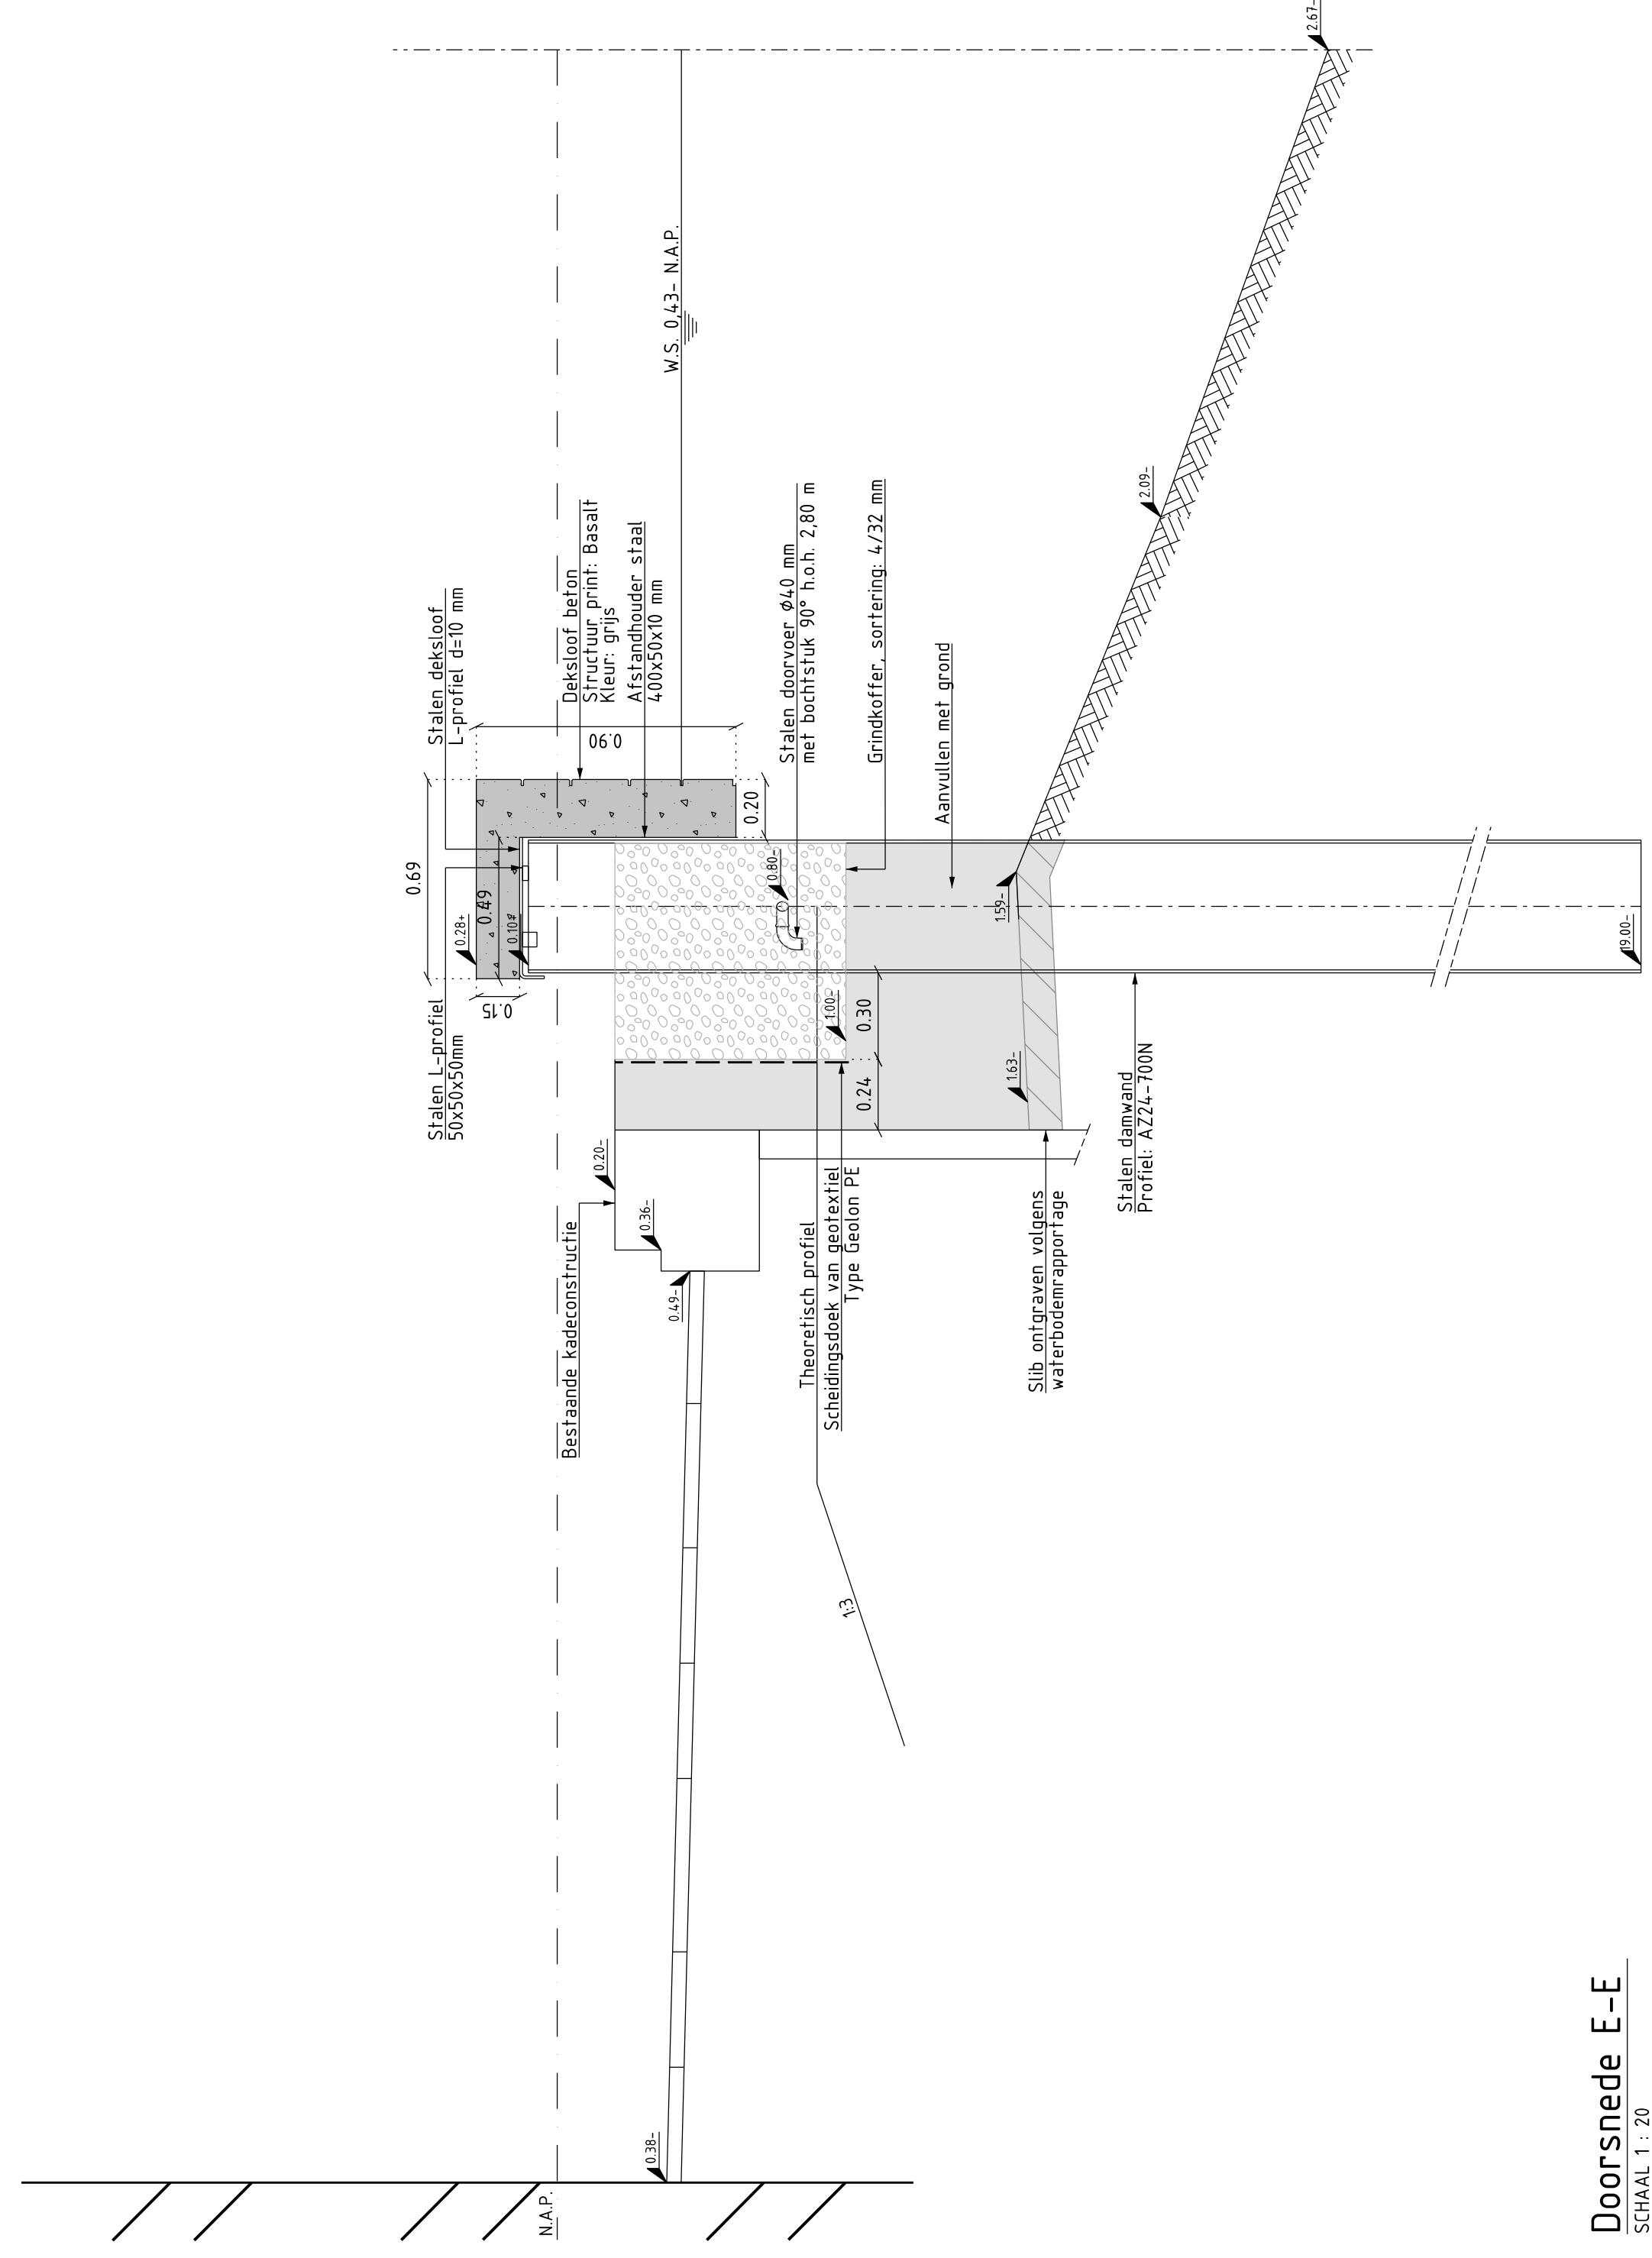 Stalen deksloof
L-profiel d=10 mm
Stalen L-profiel
50x50x50mm
0.69
0.49
0.28+
0.10+
0.15
0.90
0.20
Deksloof beton
Structuur print: Basalt
Kleur: grijs
Afstandhouder staal
400x50x10 mm
W.S. 0,43- N.A.P.
Stalen doorvoer Ø40 mm
met bochtstuk 90° h.o.h. 2,80 m
Grindkoffer, sortering: 4/32 mm
Aanvullen met grond
0.80-
1.00-
0.30
0.24
1.59-
1.63-
2.09-
2.67-
19.00-
Bestaande kadeconstructie
0.20-
0.36-
0.49-
0.38-
N.A.P.
Theoretisch profiel
Scheidingsdoek van geotextiel
Type Geolon PE
1:3
Slib ontgraven volgens
waterbodemrapportage
Stalen damwand
Profiel: AZ24-700N
Doorsnede E-E
SCHAAL 1 : 20